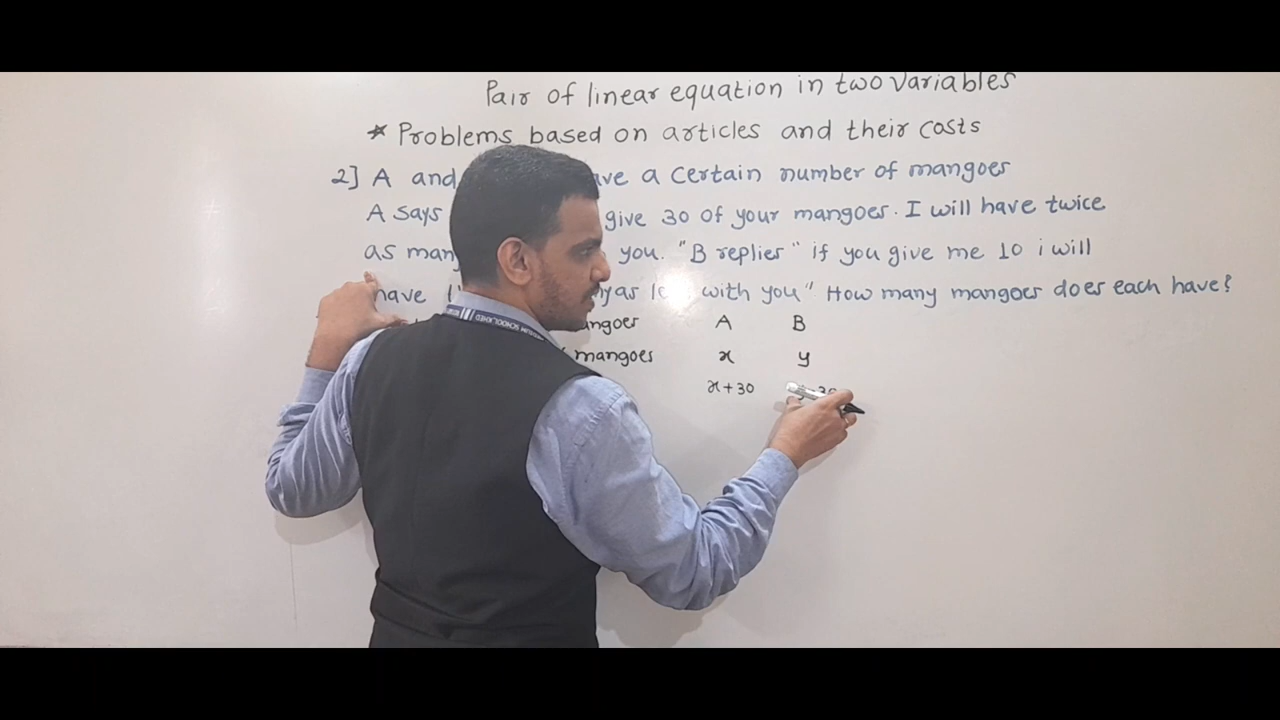 Pair of linear equation in two variables
* Problems based on articles and their costs
2] A and ave a certain number of mangoes
A says give 30 of your mangoes. I will have twice
as man you. "B replier" if you give me 10 i will
have with you" How many mangoes does each have?
A B
mangoes x y
x+30